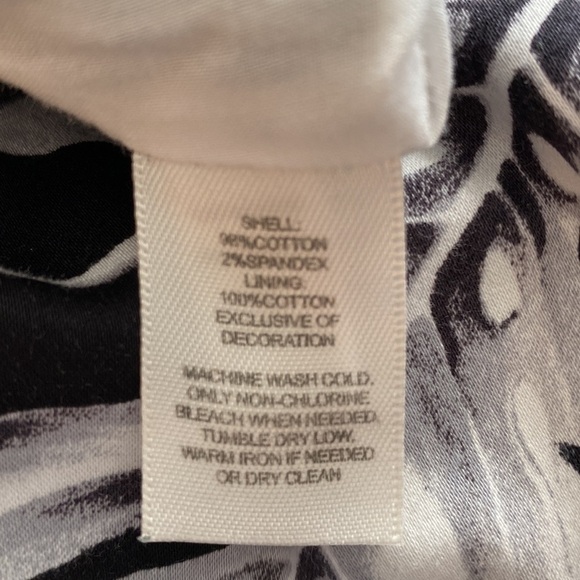 SHELL:
98%COTTON
2%SPANDEX
LINING:
100%COTTON
EXCLUSIVE OF
DECORATION
MACHINE WASH COLD.
ONLY NON-CHLORINE
BLEACH WHEN NEEDED.
TUMBLE DRY LOW.
WARM IRON IF NEEDED
OR DRY CLEAN